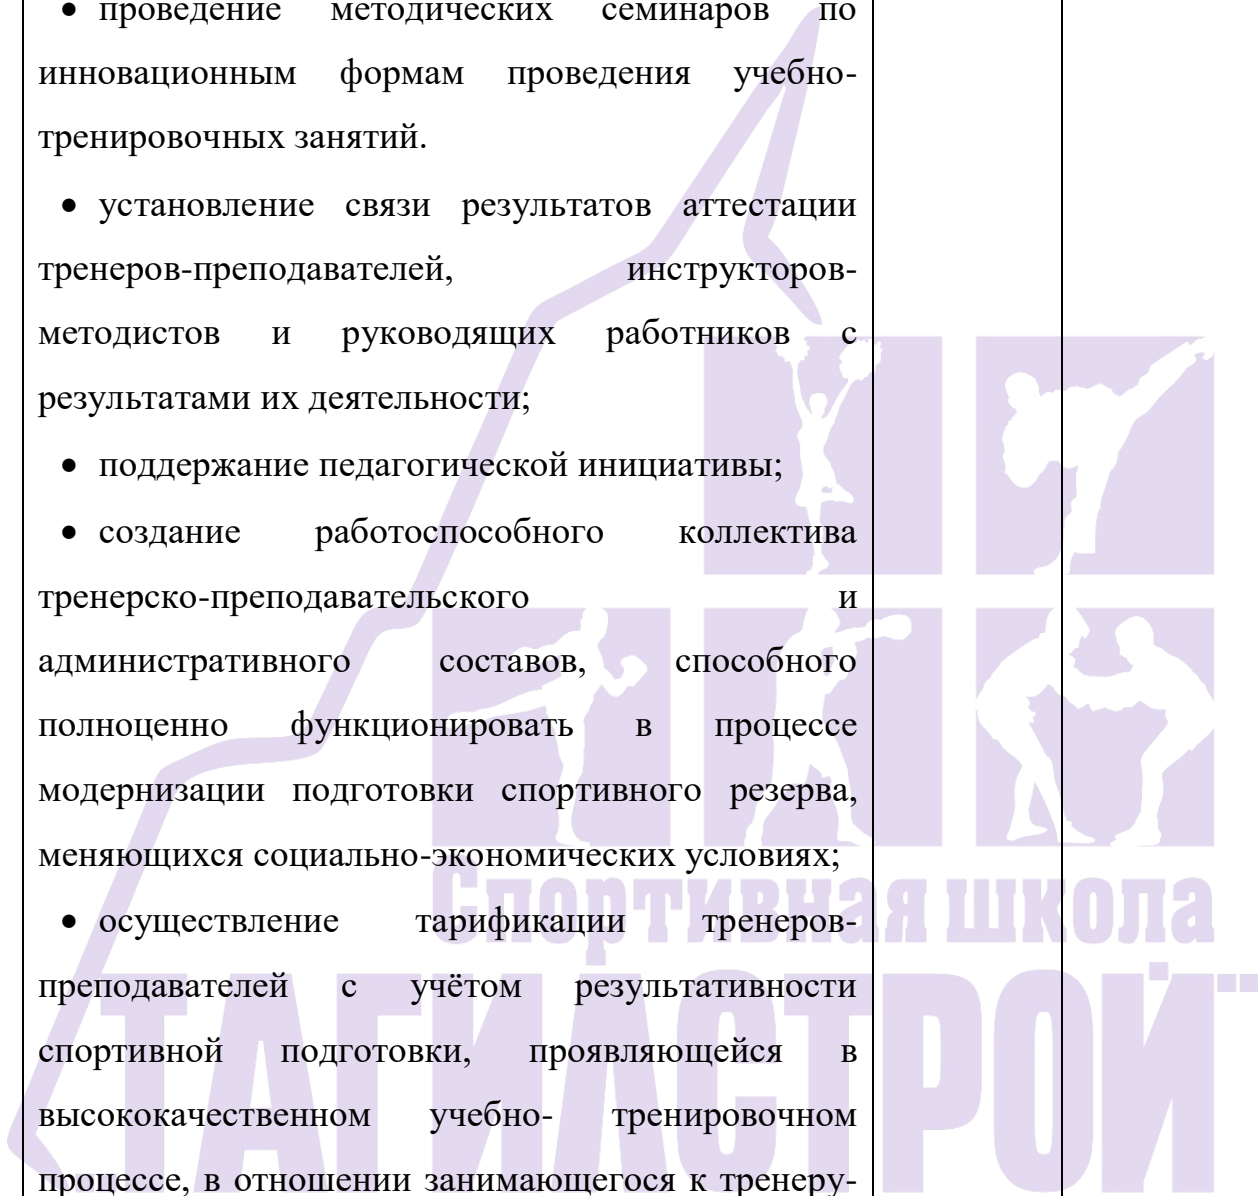 • проведение методических семинаров по
инновационным формам проведения учебно-
тренировочных занятий.
• установление связи результатов аттестации
тренеров-преподавателей, инструкторов-
методистов и руководящих работников с
результатами их деятельности;
• поддержание педагогической инициативы;
• создание работоспособного коллектива
тренерско-преподавательского и
административного составов, способного
полноценно функционировать в процессе
модернизации подготовки спортивного резерва,
меняющихся социально-экономических условиях;
• осуществление тарификации тренеров-
преподавателей с учётом результативности
спортивной подготовки, проявляющейся в
высококачественном учебно- тренировочном
процессе, в отношении занимающегося к тренеру-
Спортивная школа
ТАГИЛСТРОЙ"